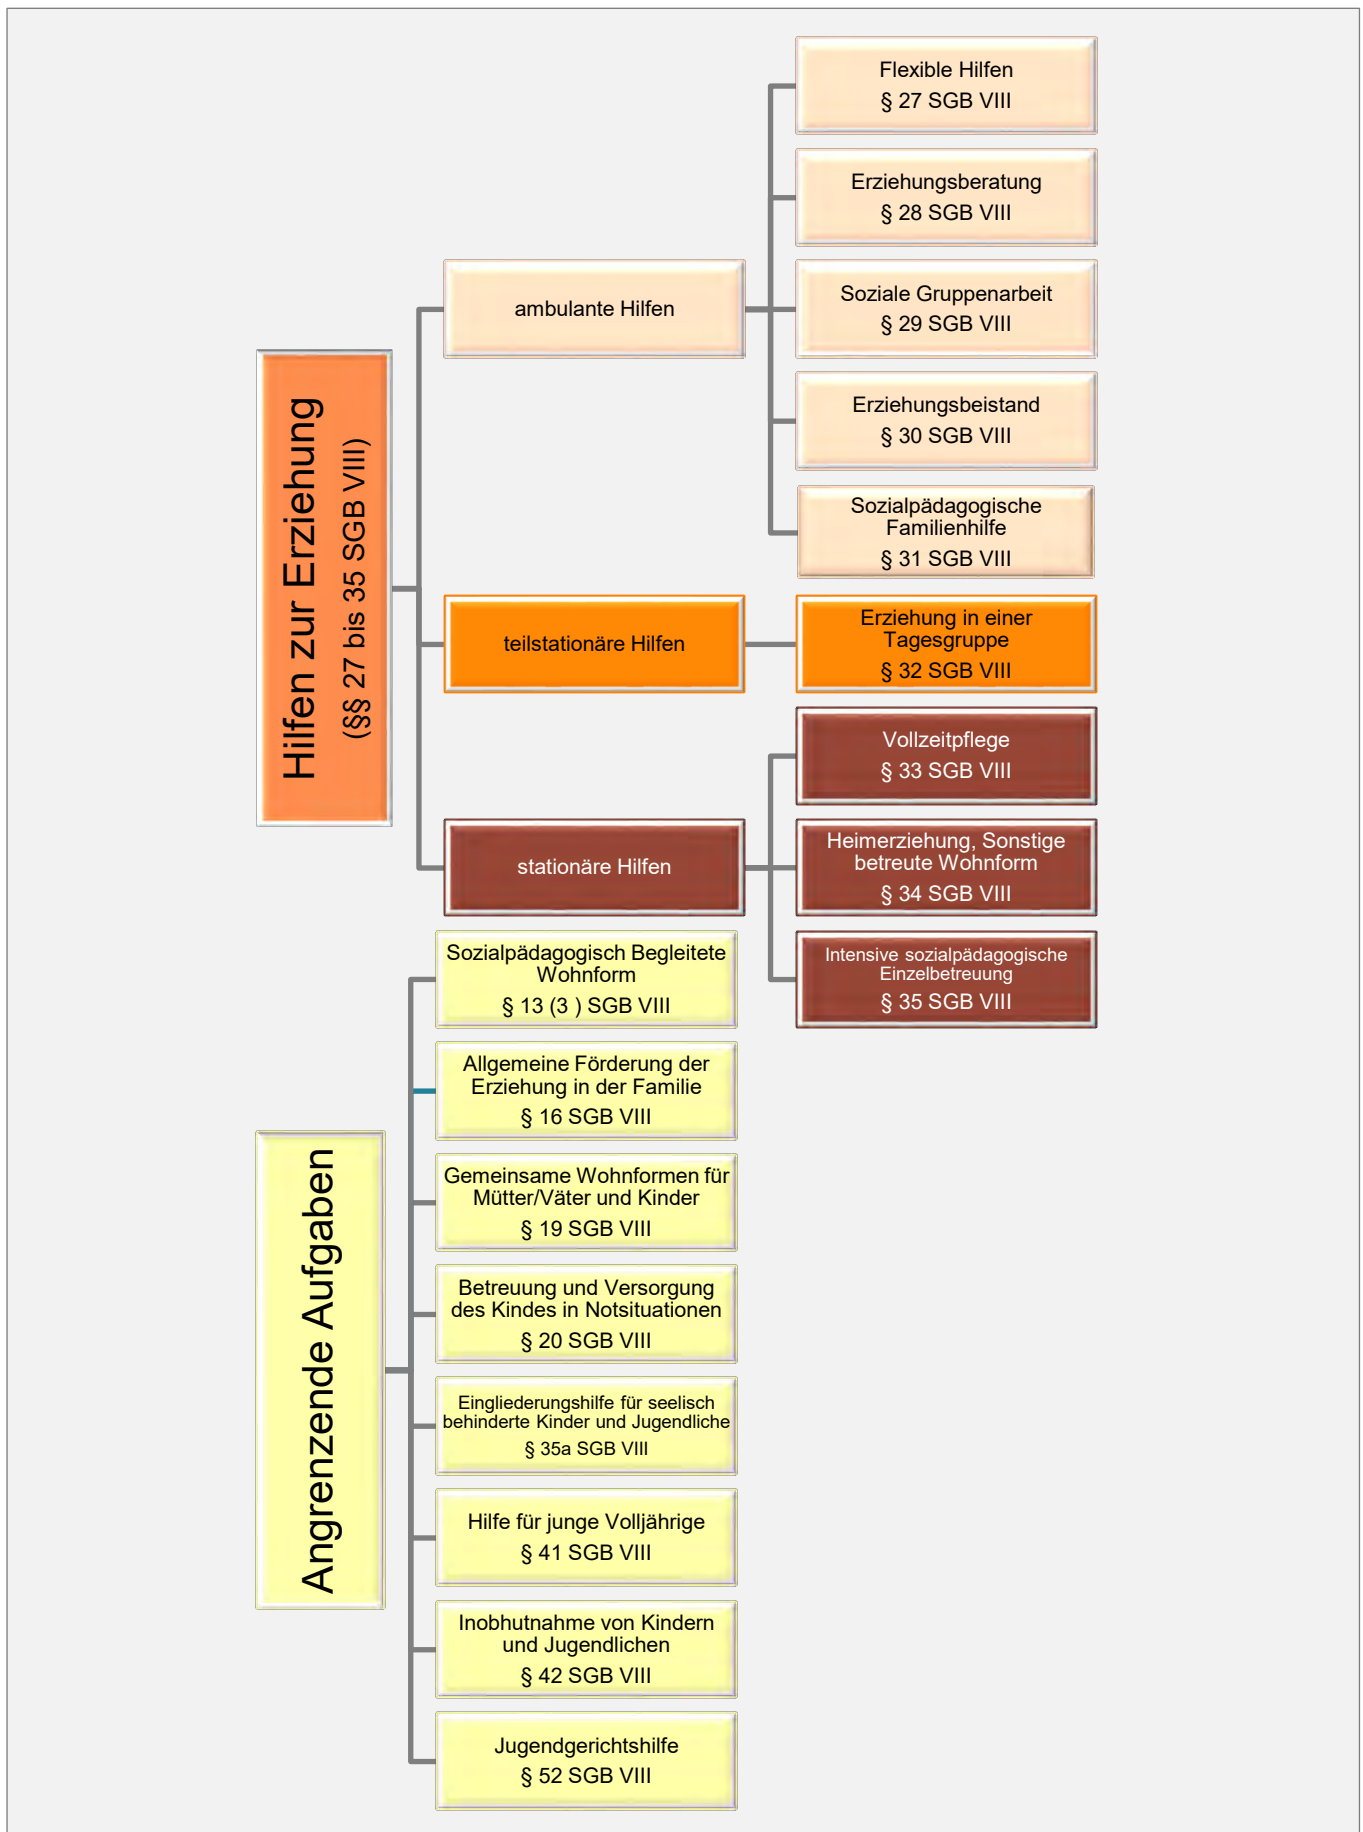 Hilfen zur Erziehung
(§§ 27 bis 35 SGB VIII)
ambulante Hilfen
Flexible Hilfen
§ 27 SGB VIII
Erziehungsberatung
§ 28 SGB VIII
Soziale Gruppenarbeit
§ 29 SGB VIII
Erziehungsbeistand
§ 30 SGB VIII
Sozialpädagogische
Familienhilfe
§ 31 SGB VIII
teilstationäre Hilfen
Erziehung in einer
Tagesgruppe
§ 32 SGB VIII
stationäre Hilfen
Vollzeitpflege
§ 33 SGB VIII
Heimerziehung, Sonstige
betreute Wohnform
§ 34 SGB VIII
Intensive sozialpädagogische
Einzelbetreuung
§ 35 SGB VIII
Angrenzende Aufgaben
Sozialpädagogisch Begleitete
Wohnform
§ 13 (3 ) SGB VIII
Allgemeine Förderung der
Erziehung in der Familie
§ 16 SGB VIII
Gemeinsame Wohnformen für
Mütter/Väter und Kinder
§ 19 SGB VIII
Betreuung und Versorgung
des Kindes in Notsituationen
§ 20 SGB VIII
Eingliederungshilfe für seelisch
behinderte Kinder und Jugendliche
§ 35a SGB VIII
Hilfe für junge Volljährige
§ 41 SGB VIII
Inobhutnahme von Kindern
und Jugendlichen
§ 42 SGB VIII
Jugendgerichtshilfe
§ 52 SGB VIII